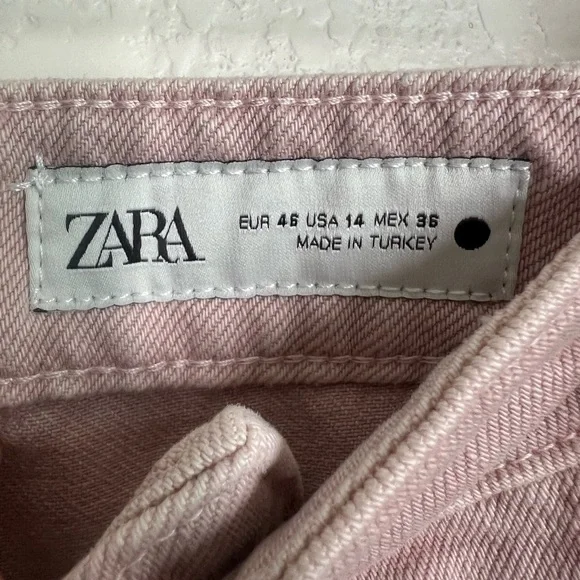 ZARA
EUR 46 USA 14 MEX 36
MADE IN TURKEY